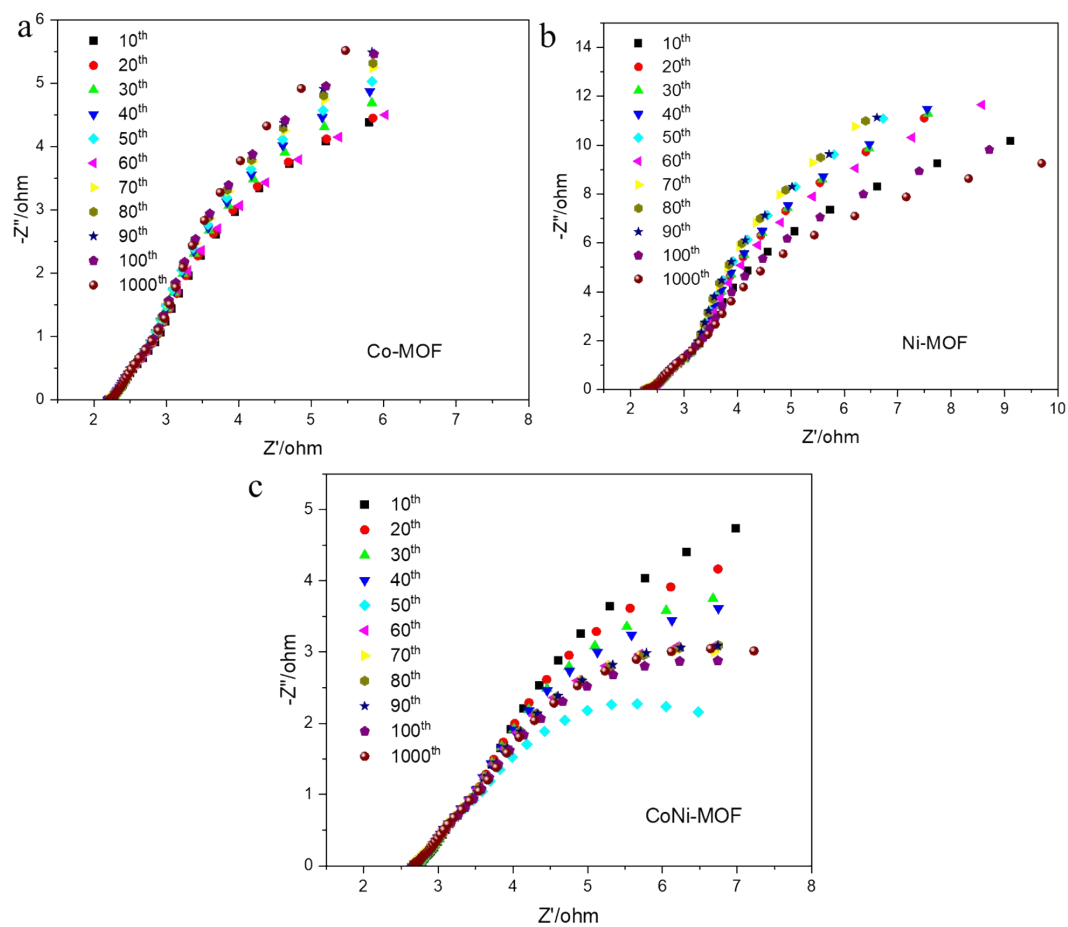 a
6
5
4
3
2
1
0
-Z"/ohm
10th
20th
30th
40th
50th
60th
70th
80th
90th
100th
1000th
Co-MOF
2 3 4 5 6 7 8
Z'/ohm
b
14
12
10
8
6
4
2
0
-Z"/ohm
10th
20th
30th
40th
50th
60th
70th
80th
90th
100th
1000th
Ni-MOF
2 3 4 5 6 7 8 9 10
Z'/ohm
c
5
4
3
2
1
0
-Z"/ohm
10th
20th
30th
40th
50th
60th
70th
80th
90th
100th
1000th
CoNi-MOF
2 3 4 5 6 7 8
Z'/ohm